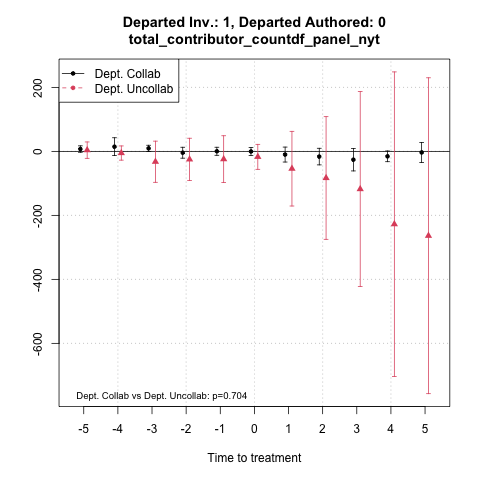 Departed Inv.: 1, Departed Authored: 0
total_contributor_countdf_panel_nyt
Dept. Collab
Dept. Uncollab
200
0
-200
-400
-600
Dept. Collab vs Dept. Uncollab: p=0.704
-5 -4 -3 -2 -1 0 1 2 3 4 5
Time to treatment